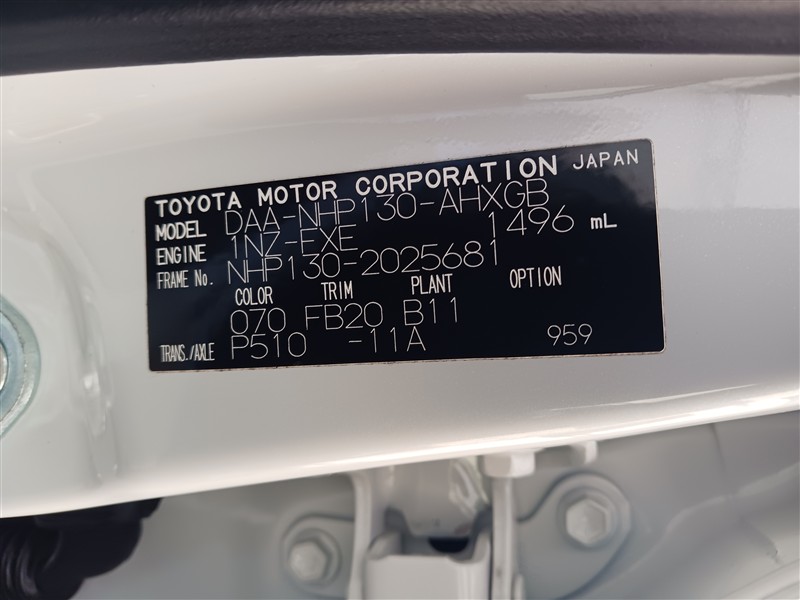 TOYOTA MOTOR CORPORATION JAPAN
MODEL DAA-NHP130-AHXGB
ENGINE 1NZ-EXE 1496 mL
FRAME No. NHP130-2025681
COLOR TRIM PLANT OPTION
070 FB20 B11
TRANS./AXLE P510 -11A 959